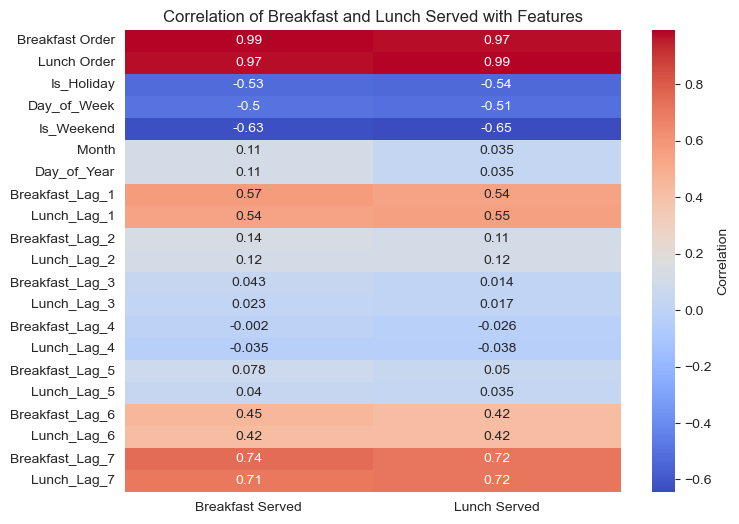 Correlation of Breakfast and Lunch Served with Features
Breakfast Order 0.99 0.97
Lunch Order 0.97 0.99
Is_Holiday -0.53 -0.54
Day_of_Week -0.5 -0.51
Is_Weekend -0.63 -0.65
Month 0.11 0.035
Day_of_Year 0.11 0.035
Breakfast_Lag_1 0.57 0.54
Lunch_Lag_1 0.54 0.55
Breakfast_Lag_2 0.14 0.11
Lunch_Lag_2 0.12 0.12
Breakfast_Lag_3 0.043 0.014
Lunch_Lag_3 0.023 0.017
Breakfast_Lag_4 -0.002 -0.026
Lunch_Lag_4 -0.035 -0.038
Breakfast_Lag_5 0.078 0.05
Lunch_Lag_5 0.04 0.035
Breakfast_Lag_6 0.45 0.42
Lunch_Lag_6 0.42 0.42
Breakfast_Lag_7 0.74 0.72
Lunch_Lag_7 0.71 0.72
Breakfast Served Lunch Served
0.8
0.6
0.4
0.2
0.0
−0.2
−0.4
−0.6
Correlation